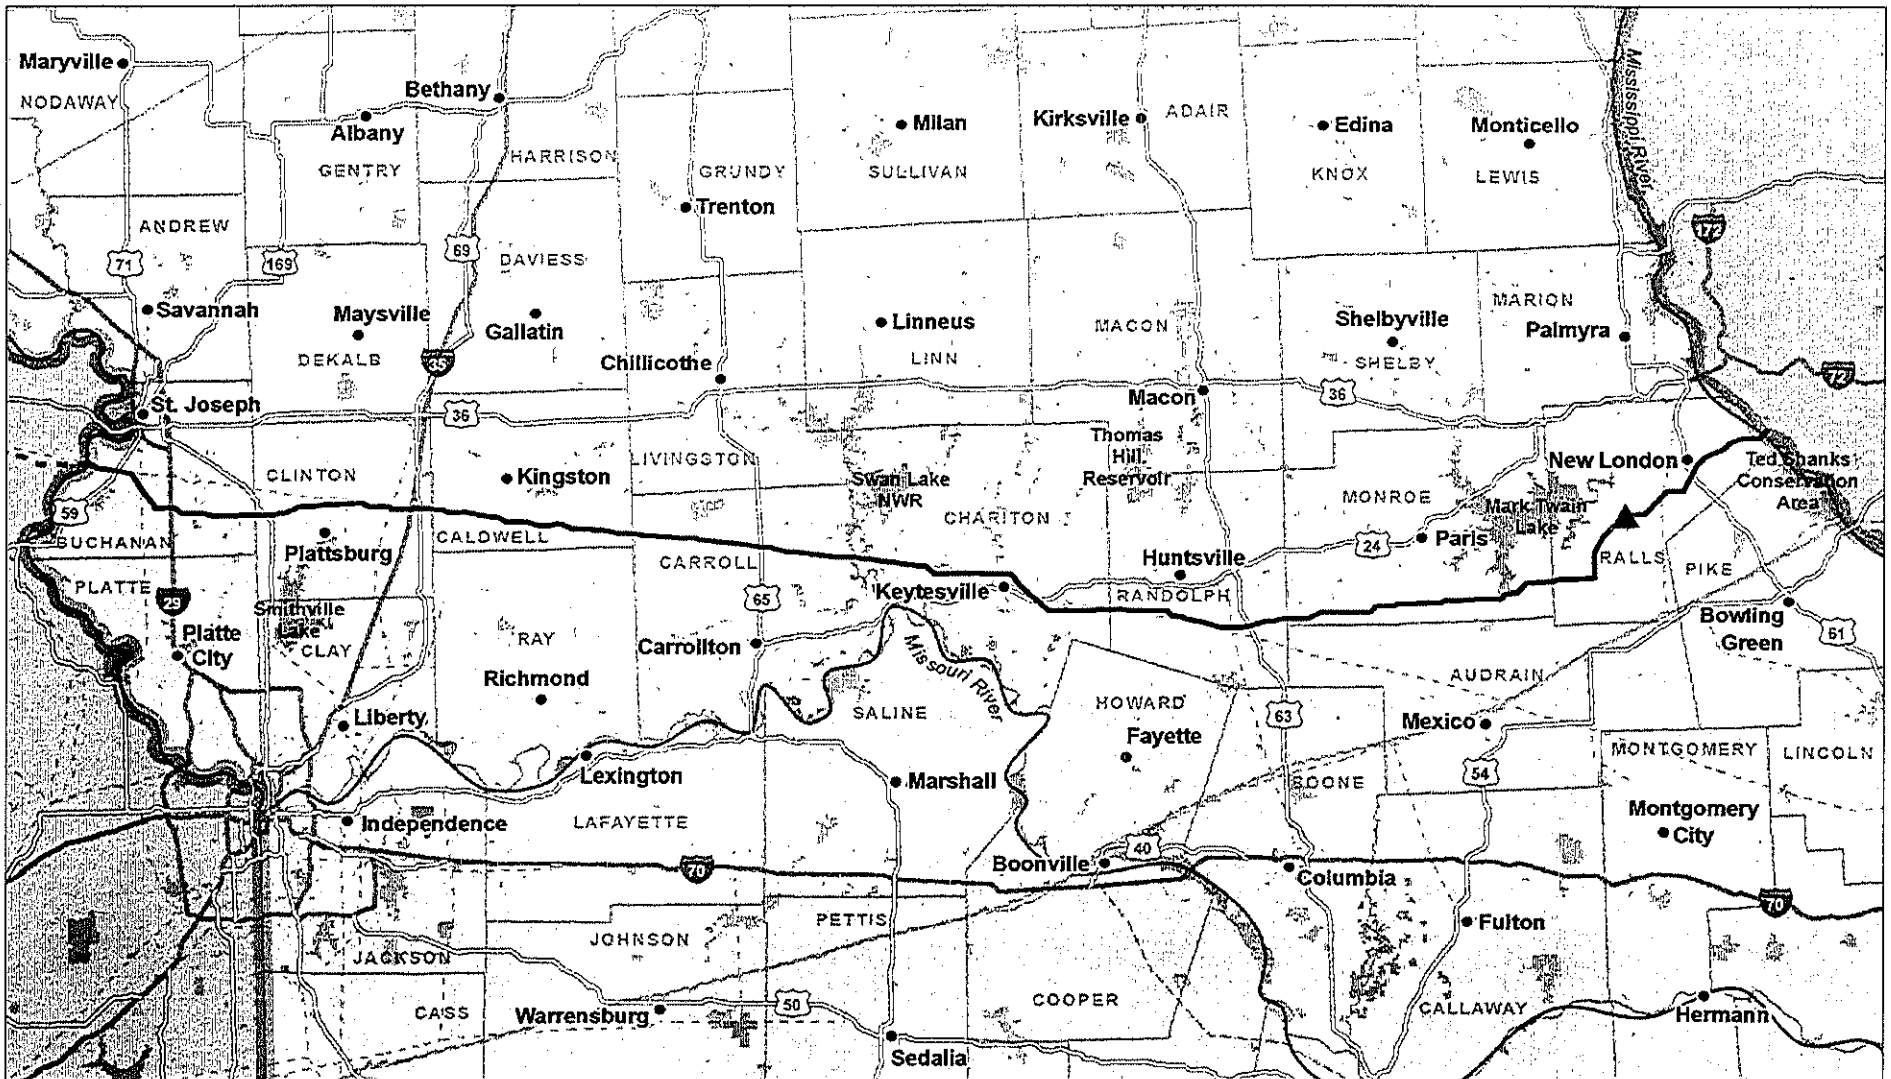 Maryville
NODAWAY
Bethany
Albany
GENTRY
HARRISON
GRUNDY
Trenton
Milan
SULLIVAN
Kirksville
ADAIR
Edina
KNOX
Monticello
LEWIS
Mississippi River
ANDREW
71
169
69
DAVIESS
172
Savannah
Maysville
DEKALB
35
Gallatin
Chillicothe
Linneus
LINN
MACON
Shelbyville
SHELBY
MARION
Palmyra
72
St. Joseph
36
Macon
36
CLINTON
Kingston
LIVINGSTON
Swan Lake
NWR
CHARITON
Thomas
Hill
Reservoir
MONROE
New London
Mark Twain
Lake
Ted Shanks
Conservation
Area
59
BUCHANAN
Plattsburg
CALDWELL
CARROLL
Huntsville
24
Paris
RALLS
PIKE
PLATTE
29
Smithville
Lake
65
Keytesville
RANDOLPH
Bowling
Green
61
Platte
City
CLAY
RAY
Carrollton
Missouri River
AUDRAIN
Richmond
Liberty
SALINE
HOWARD
Fayette
63
Mexico
MONTGOMERY
LINCOLN
Lexington
Marshall
BOONE
54
Independence
LAFAYETTE
Montgomery
City
70
Boonville
40
Columbia
70
JOHNSON
PETTIS
Fulton
JACKSON
CASS
Warrensburg
50
COOPER
CALLAWAY
Hermann
Sedalia